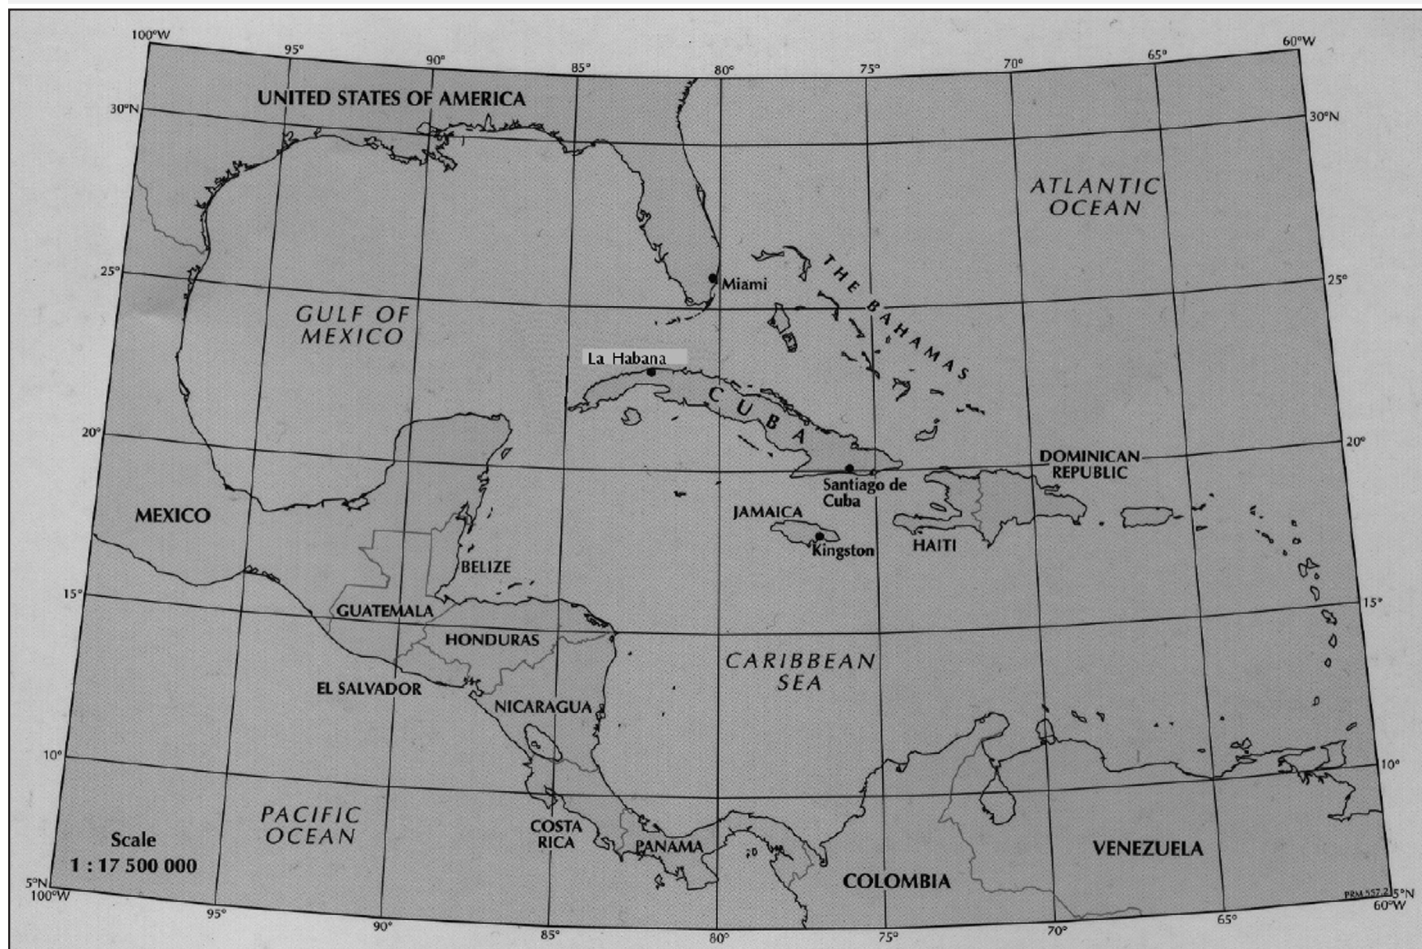 100°W
95°
90°
85°
80°
75°
70°
65°
60°W
30°N
UNITED STATES OF AMERICA
30°N
ATLANTIC
OCEAN
25°
Miami
25°
THE BAHAMAS
GULF OF
MEXICO
La Habana
CUBA
20°
20°
DOMINICAN
REPUBLIC
Santiago de
Cuba
MEXICO
JAMAICA
Kingston
HAITI
BELIZE
15°
15°
GUATEMALA
HONDURAS
CARIBBEAN
SEA
EL SALVADOR
NICARAGUA
10°
10°
PACIFIC
OCEAN
Scale
1 : 17 500 000
COSTA
RICA
PANAMA
VENEZUELA
COLOMBIA
5°N
100°W
PRM 557.2
5°N
60°W
95°
90°
85°
80°
75°
70°
65°